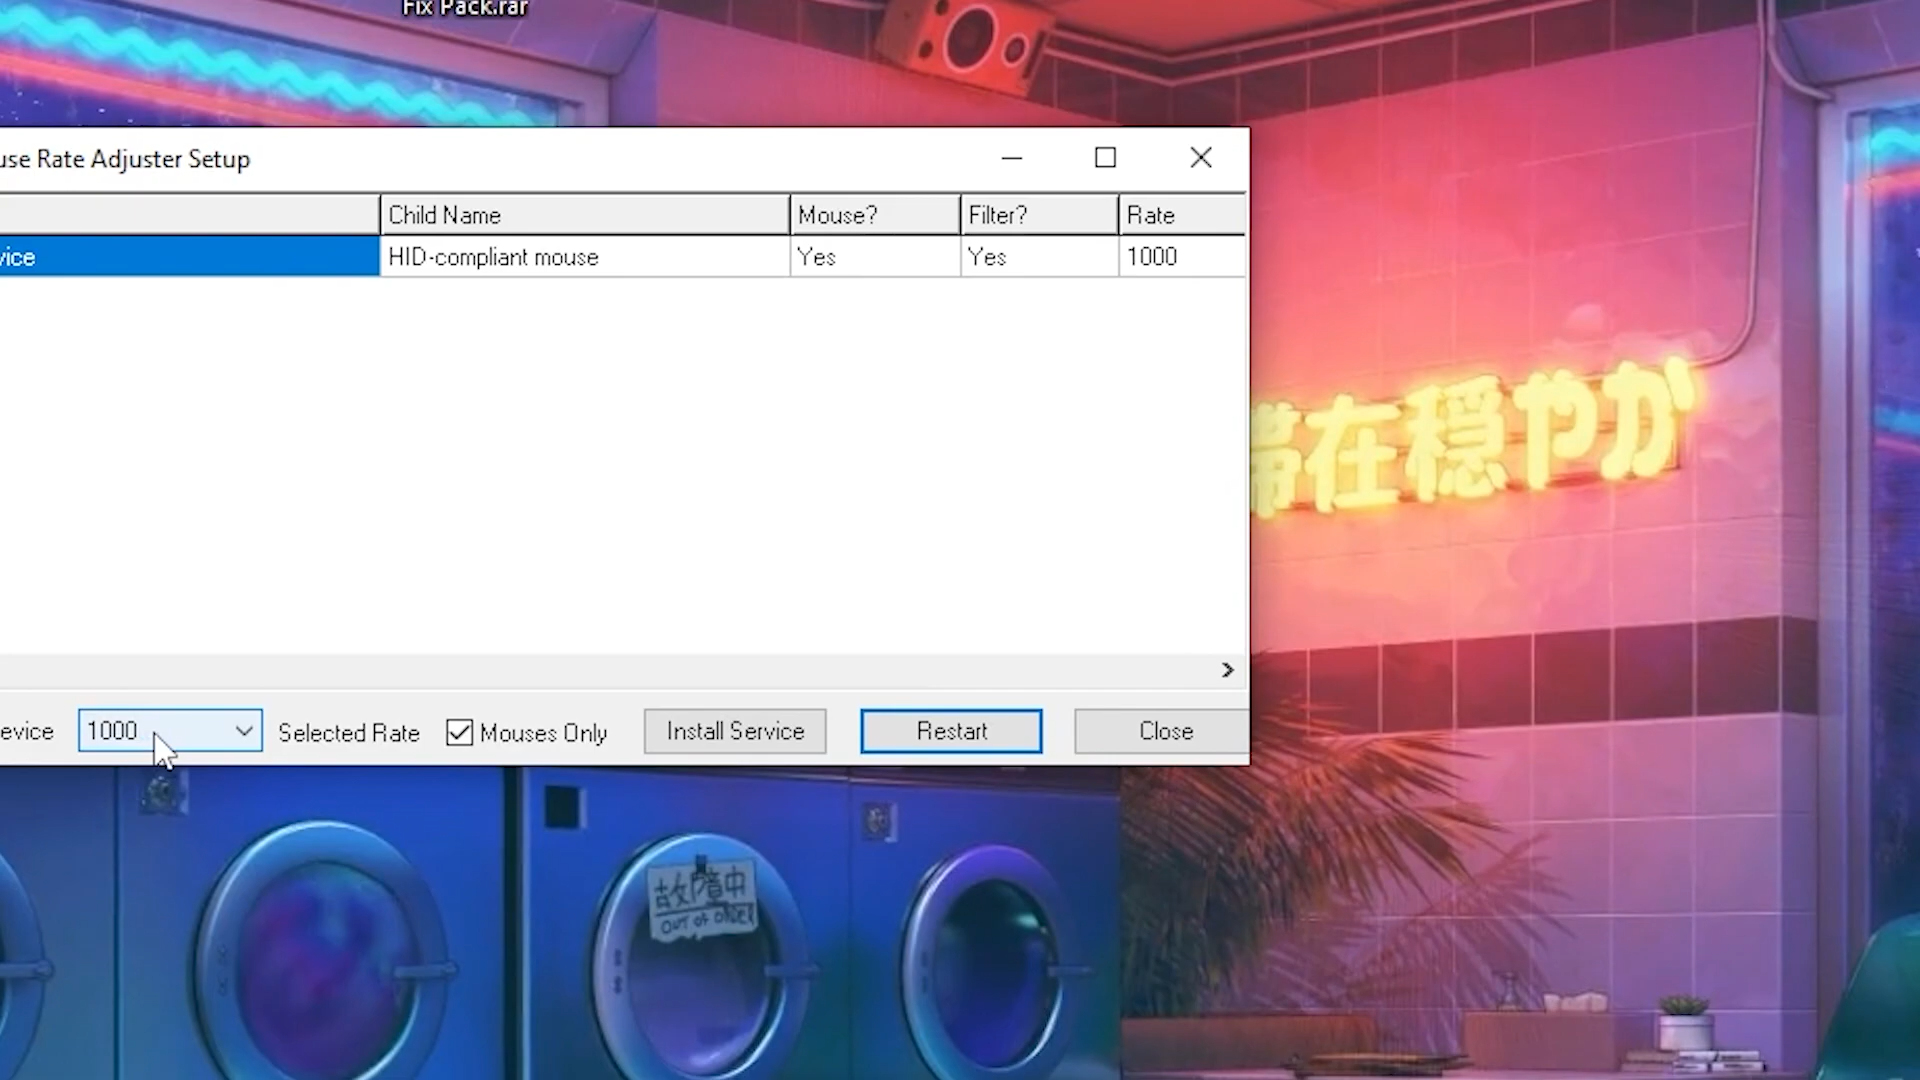 Fix Pack.rar
use Rate Adjuster Setup
Child Name Mouse? Filter? Rate
vice HID-compliant mouse Yes Yes 1000
滞在穏やか
evice 1000 Selected Rate Mouses Only Install Service Restart Close
故障中
OUT OF ORDER